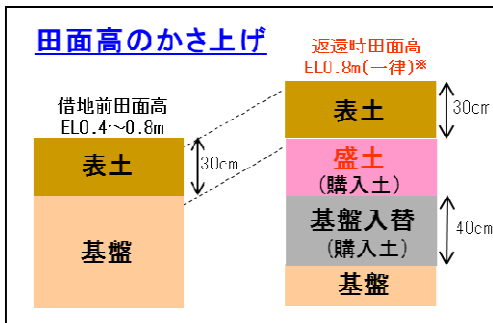 田面高のかさ上げ
借地前田面高
EL0.4～0.8m
表土
30cm
基盤
返還時田面高
EL0.8m(一律)※
表土
30cm
盛土
(購入土)
基盤入替
(購入土)
40cm
基盤